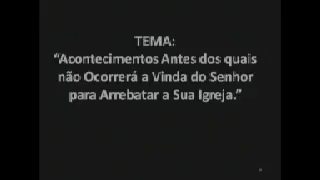 TEMA:
“Acontecimentos Antes dos quais
não Ocorrerá a Vinda do Senhor
para Arrebatar a Sua Igreja.”